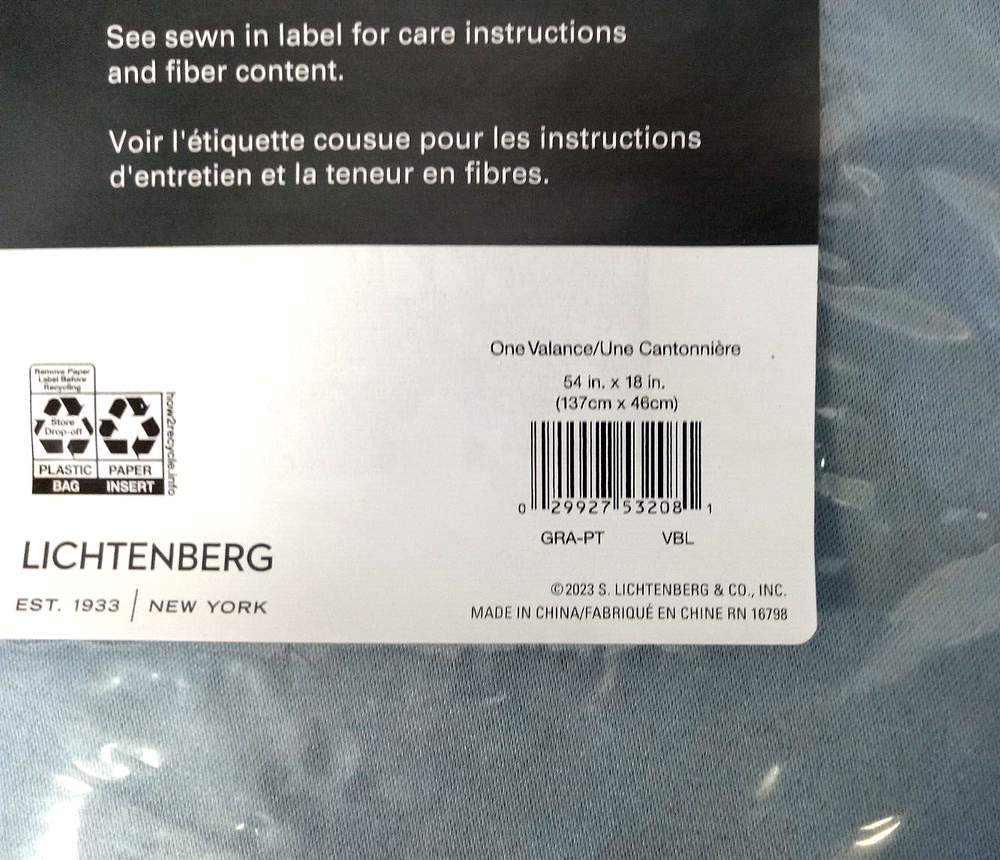 See sewn in label for care instructions
and fiber content.
Voir l'étiquette cousue pour les instructions
d'entretien et la teneur en fibres.
One Valance/Une Cantonnière
54 in. x 18 in.
(137cm x 46cm)
0 29927 53208 1
GRA-PT VBL
Remove Paper
Label Before
Recycling
Store
Drop-off
PLASTIC PAPER
BAG INSERT
how2recycle.info
LICHTENBERG
EST. 1933 | NEW YORK
©2023 S. LICHTENBERG & CO., INC.
MADE IN CHINA/FABRIQUÉ EN CHINE RN 16798